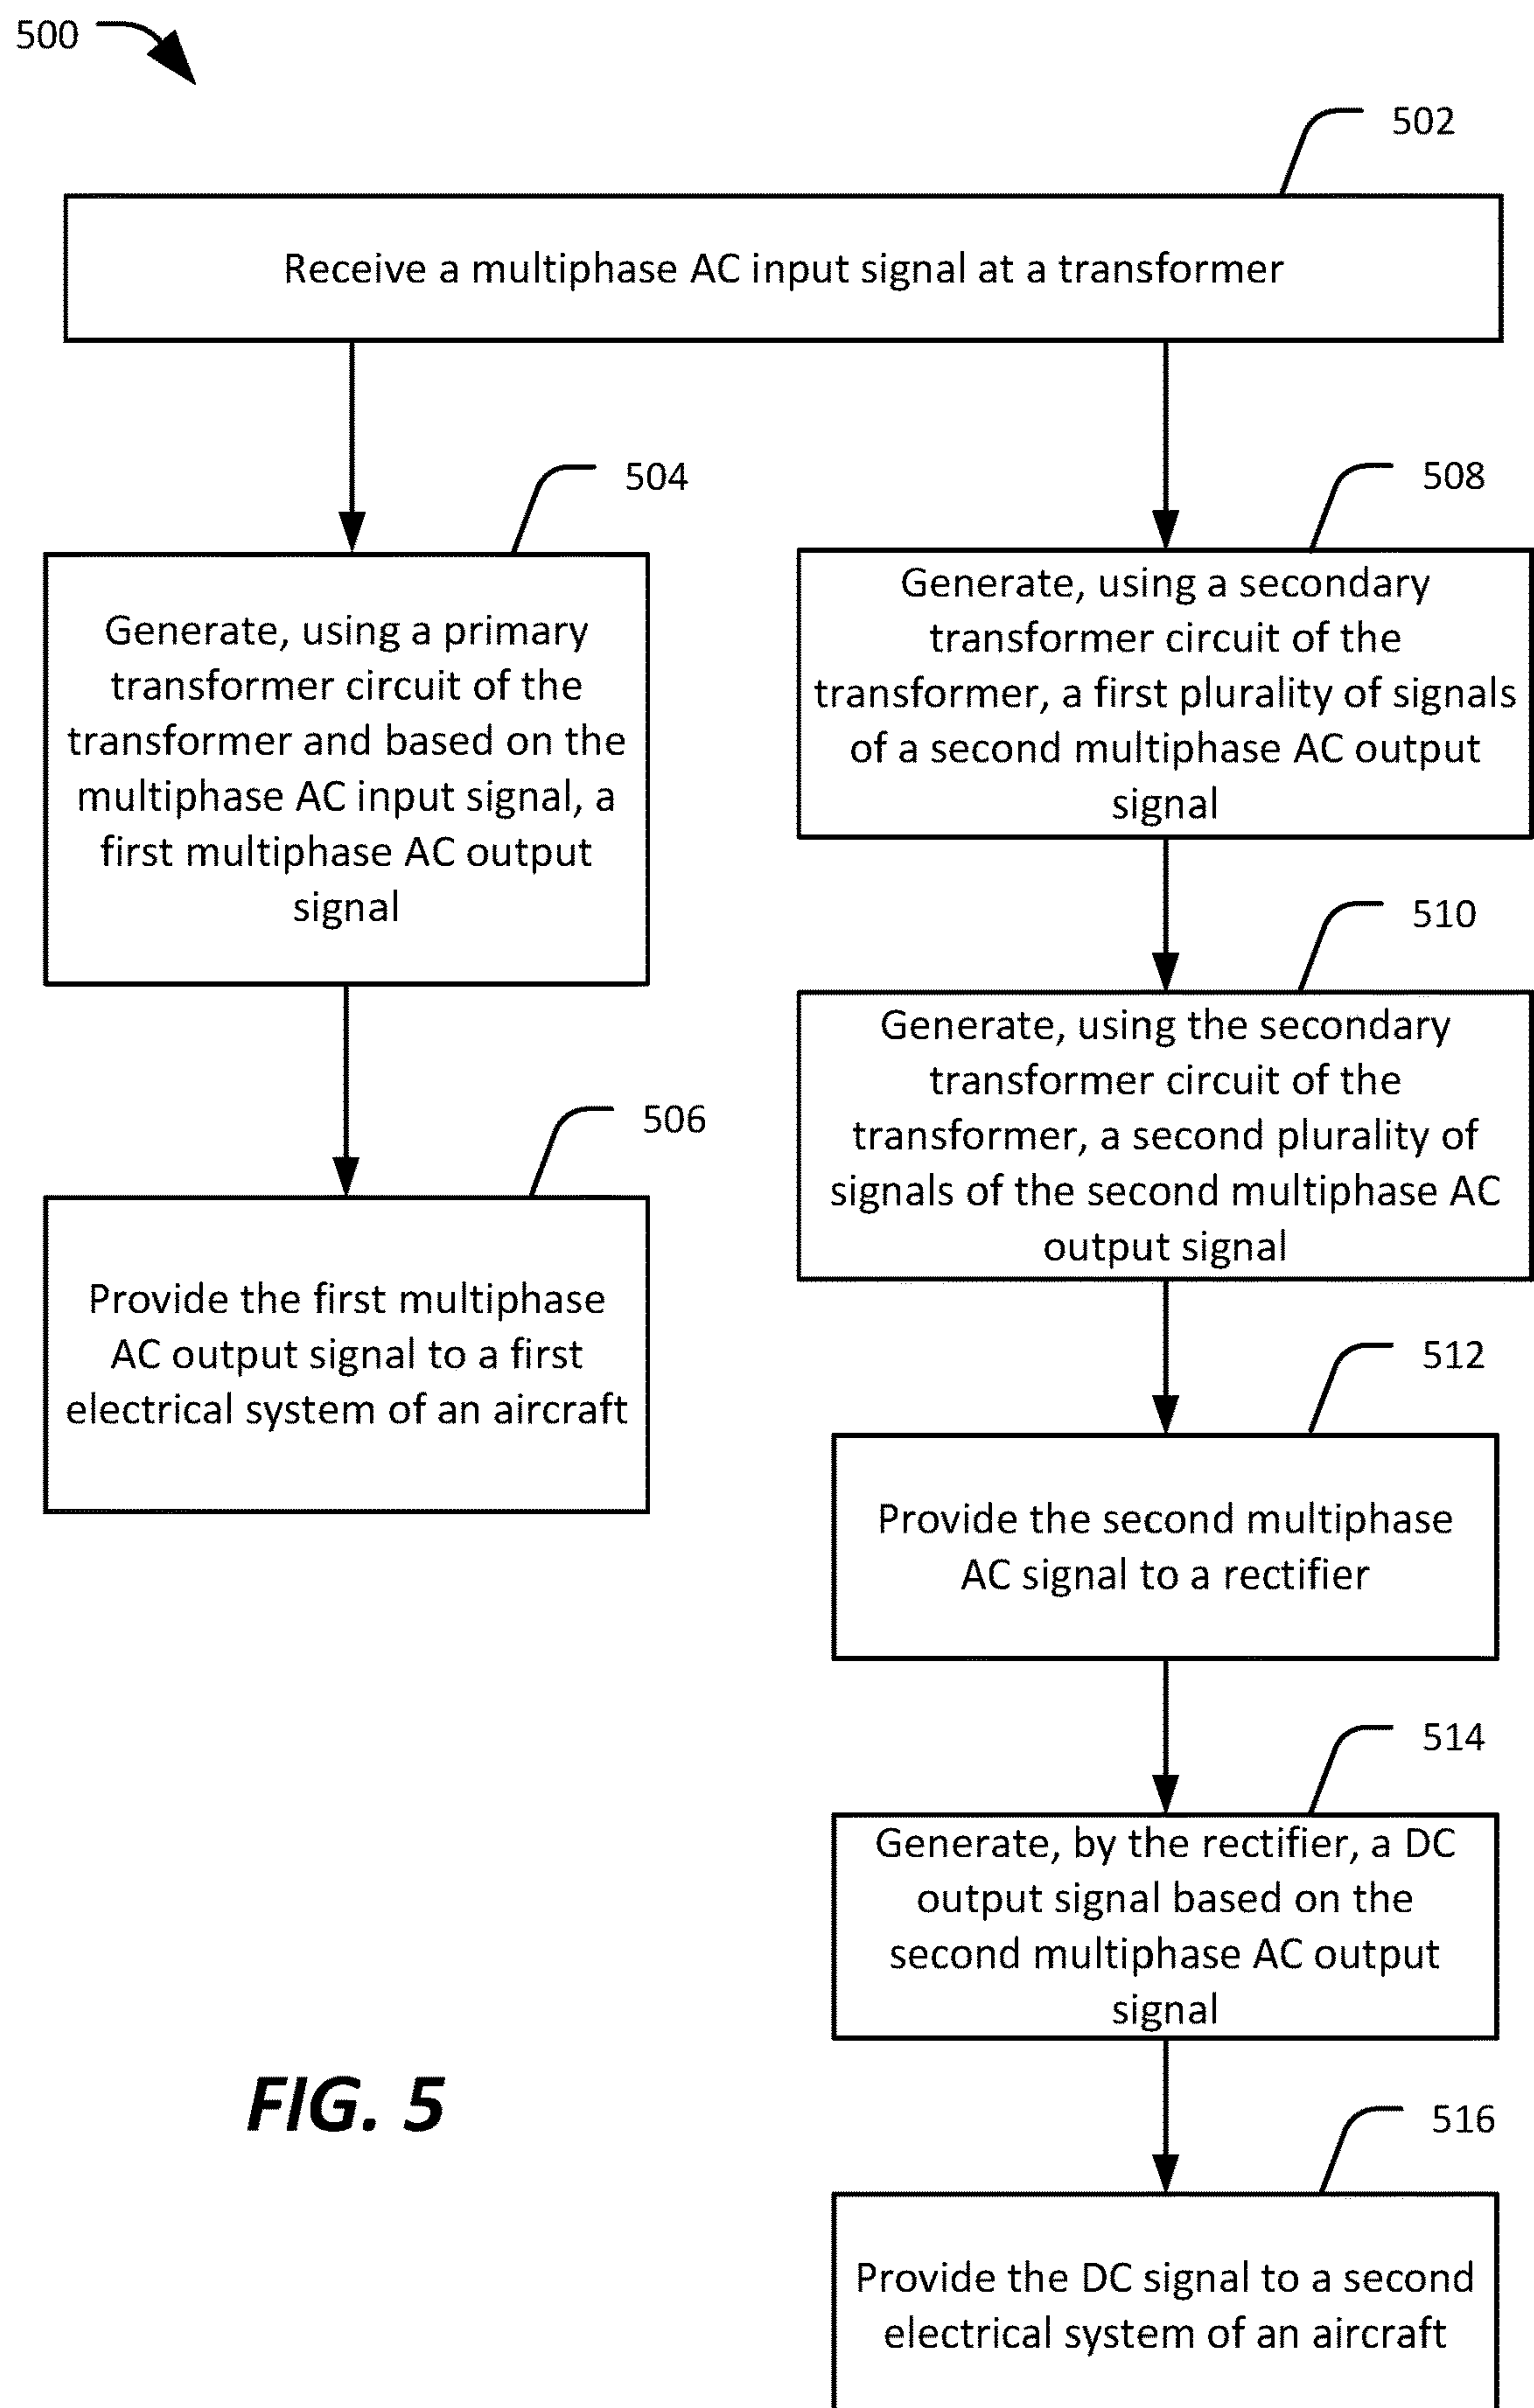 500
502
Receive a multiphase AC input signal at a transformer
504
Generate, using a primary
transformer circuit of the
transformer and based on the
multiphase AC input signal, a
first multiphase AC output
signal
506
Provide the first multiphase
AC output signal to a first
electrical system of an aircraft
508
Generate, using a secondary
transformer circuit of the
transformer, a first plurality of signals
of a second multiphase AC output
signal
510
Generate, using the secondary
transformer circuit of the
transformer, a second plurality of
signals of the second multiphase AC
output signal
512
Provide the second multiphase
AC signal to a rectifier
514
Generate, by the rectifier, a DC
output signal based on the
second multiphase AC output
signal
516
Provide the DC signal to a second
electrical system of an aircraft
FIG. 5